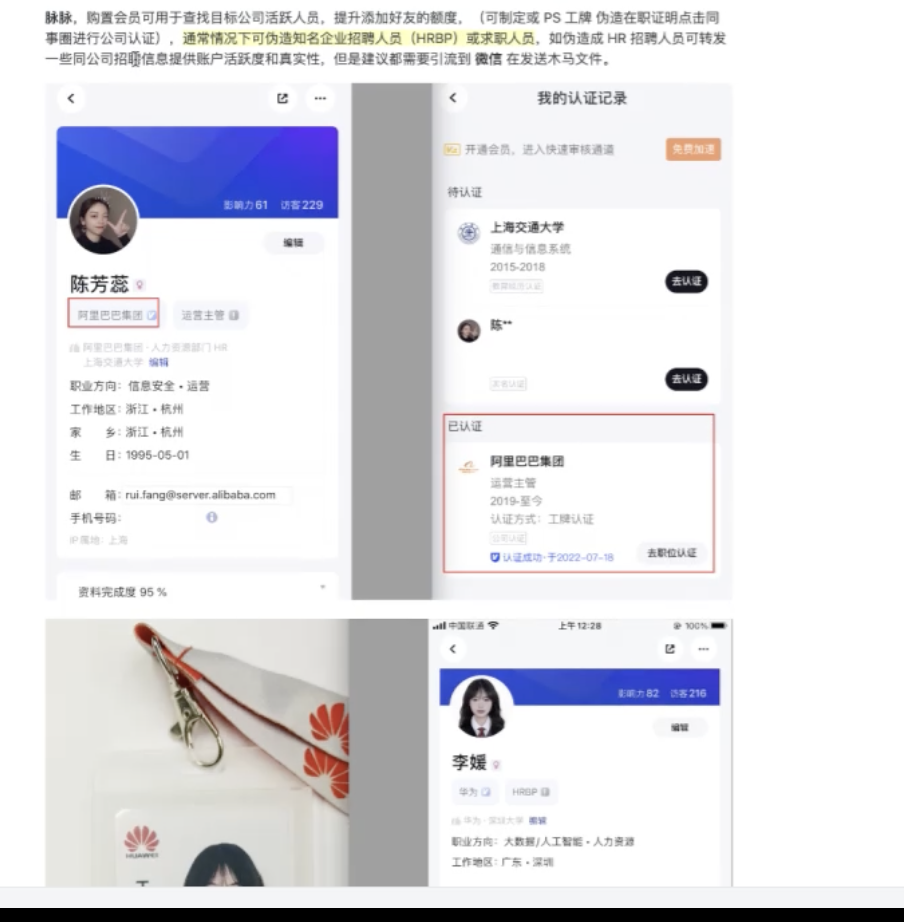 脉脉，购置会员可用于查找目标公司活跃人员，提升添加好友的额度，（可制定或 PS 工牌 伪造在职证明点击同
事圈进行公司认证），通常情况下可伪造知名企业招聘人员（HRBP）或求职人员，如伪造成 HR 招聘人员可转发
一些同公司招聘信息提供账户活跃度和真实性，但是建议都需要引流到 微信 在发送木马文件。
影响力 61 访客 229
编辑
陈芳蕊
阿里巴巴集团 运营主管
阿里巴巴集团 · 人力资源部门 HR
上海交通大学 编辑
职业方向：信息安全 • 运营
工作地区：浙江 • 杭州
家 乡：浙江 • 杭州
生 日：1995-05-01
邮 箱：rui.fang@server.alibaba.com
手机号码：
IP属地：上海
资料完成度 95 %
我的认证记录
开通会员，进入快速审核通道 免费加速
待认证
上海交通大学
通信与信息系统
2015-2018
去认证
陈**
实名认证
去认证
已认证
阿里巴巴集团
运营主管
2019-至今
认证方式：工牌认证
公司认证
认证成功·于2022-07-18
去职位认证
HUAWEI
中国联通 上午12:28 100%
影响力 82 访客 216
编辑
李媛
华为 HRBP
华为 · 深圳大学 编辑
职业方向：大数据/人工智能 • 人力资源
工作地区：广东 • 深圳